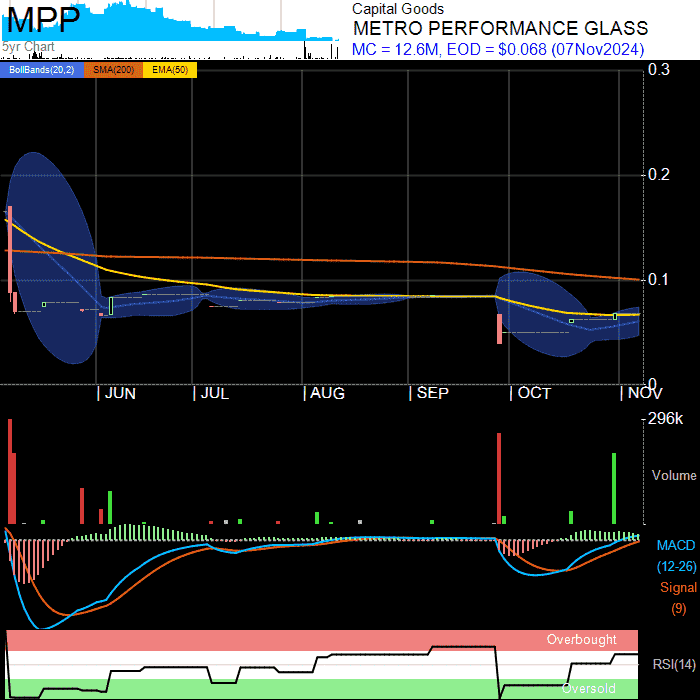 MPP
Capital Goods
METRO PERFORMANCE GLASS
5yr Chart
MC = 12.6M, EOD = $0.068 (07Nov2024)
BollBands(20,2) SMA(200) EMA(50)
0.3
0.2
0.1
0
JUN JUL AUG SEP OCT NOV
296k
Volume
MACD
(12-26)
Signal
(9)
Overbought
RSI(14)
Oversold